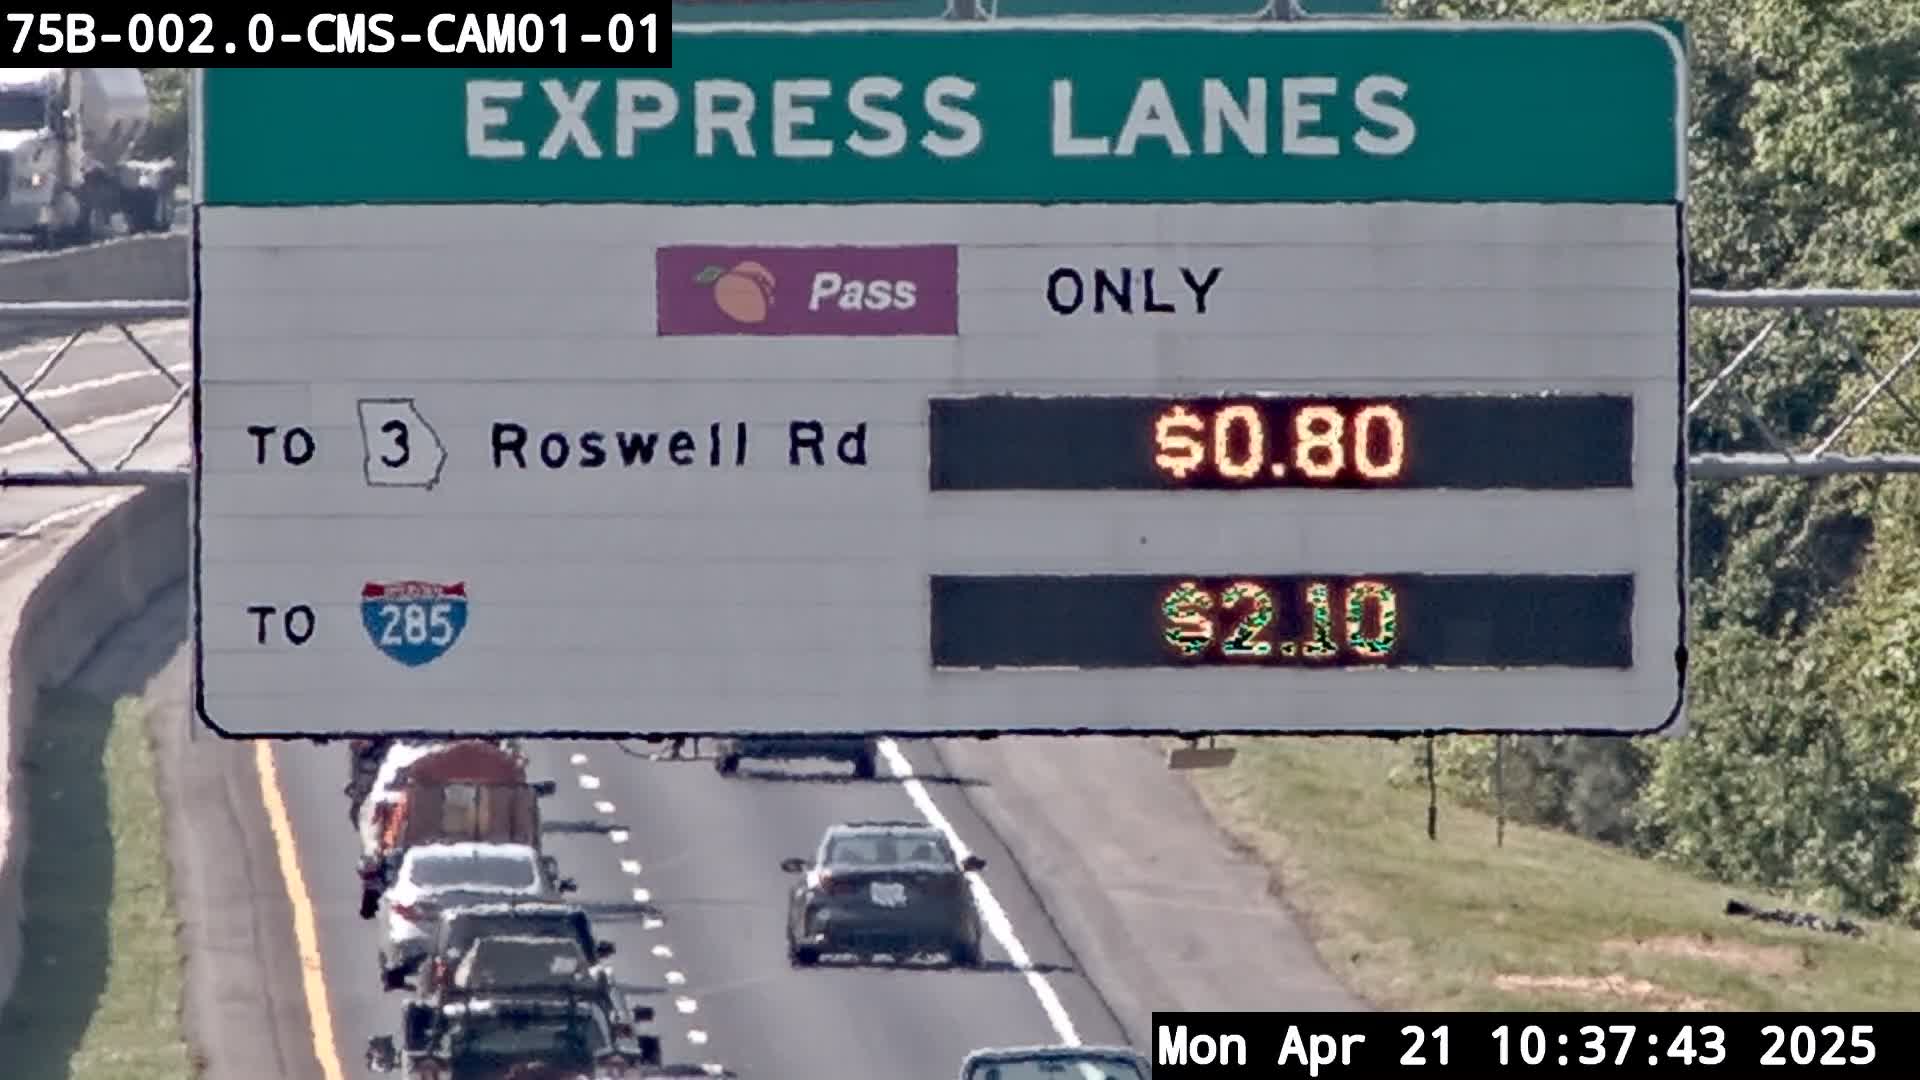 75B-002.0-CMS-CAM01-01
EXPRESS LANES
Pass ONLY
TO 3 Roswell Rd $0.80
TO 285 $2.10
Mon Apr 21 10:37:43 2025